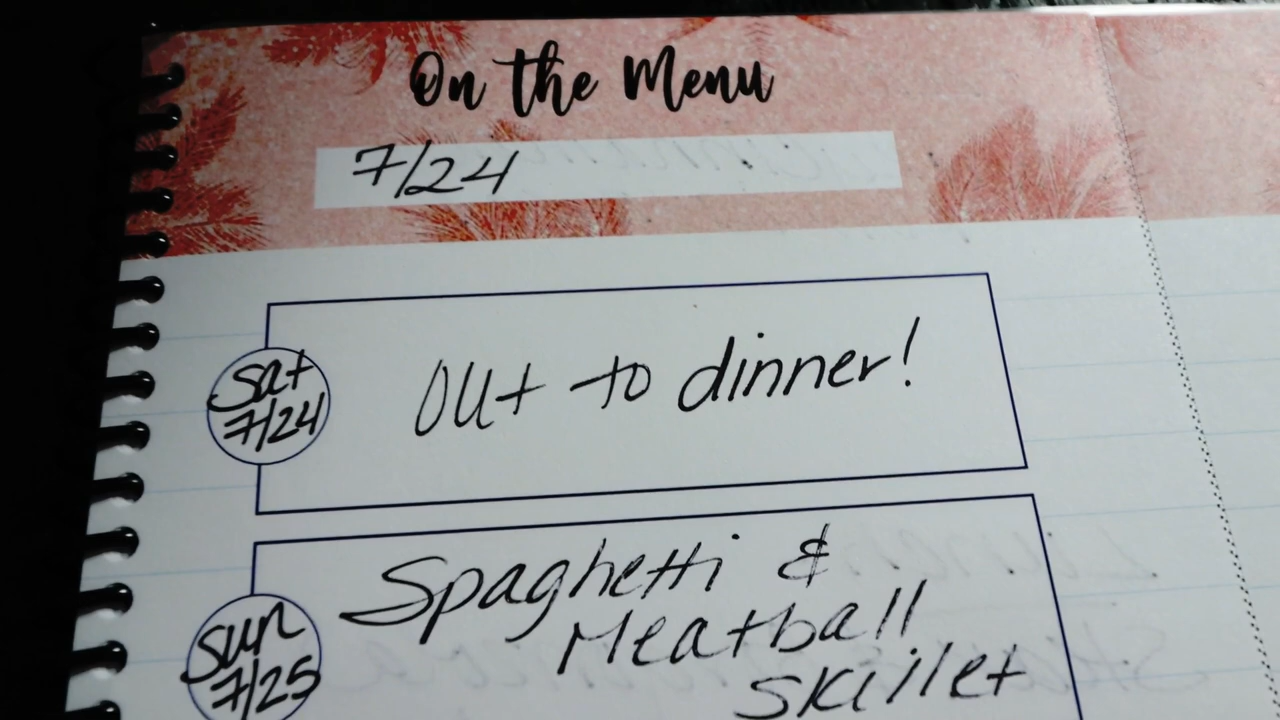 On the Menu
7/24
Sat
7/24
Out to dinner!
Sun
7/25
Spaghetti &
Meatball
Skillet